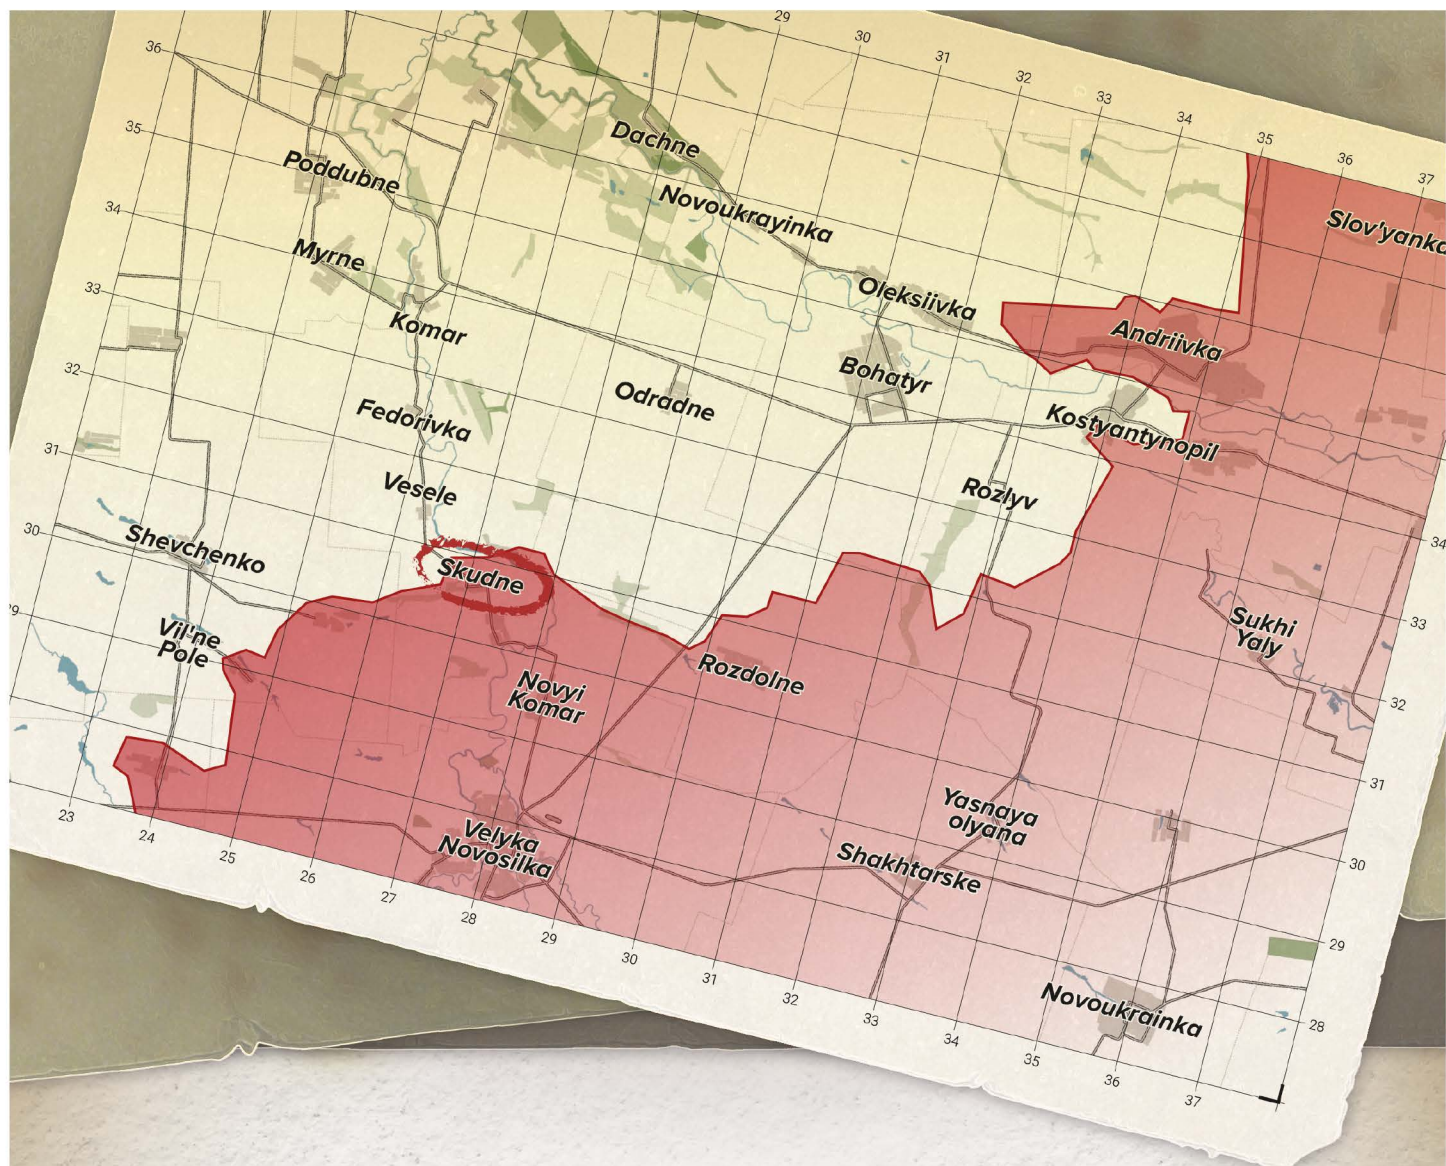 29
30
31
32
33
34
35
36
37
36
35
34
33
32
31
30
Dachne
Poddubne
Novoukrayinka
Slov'yanka
Myrne
Oleksiivka
Komar
Andriivka
Bohatyr
Odradne
Fedorivka
Kostyantynopil
Vesele
Rozlyv
Shevchenko
Skudne
Vil'ne
Pole
Sukhi
Yaly
Rozdolne
Novyi
Komar
Yasnaya
olyana
Velyka
Novosilka
Shakhtarske
Novoukrainka
34
33
32
31
30
29
28
23
24
25
26
27
28
29
30
31
32
33
34
35
36
37